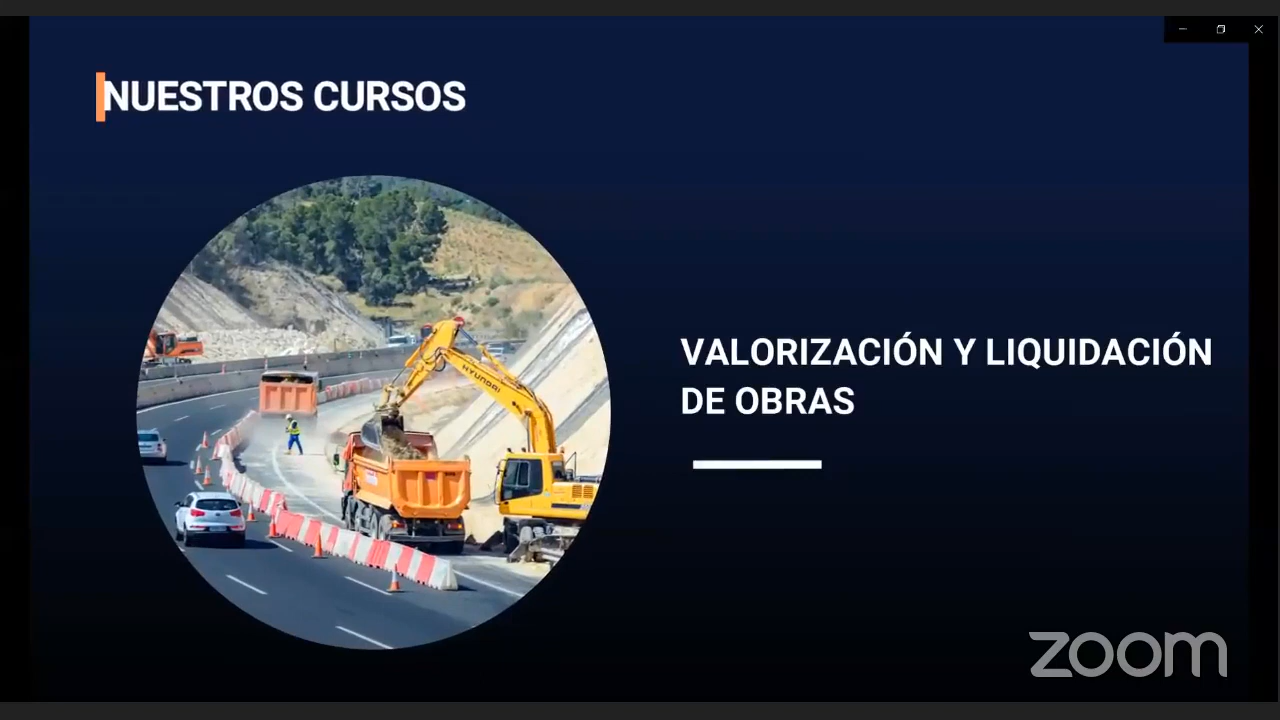 NUESTROS CURSOS
HYUNDAI
VALORIZACIÓN Y LIQUIDACIÓN
DE OBRAS
zoom